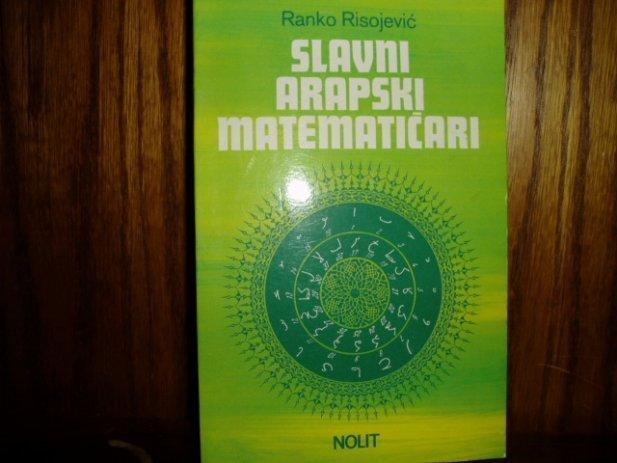 Ranko Risojević
SLAVNI
ARAPSKI
MATEMATIČARI
NOLIT